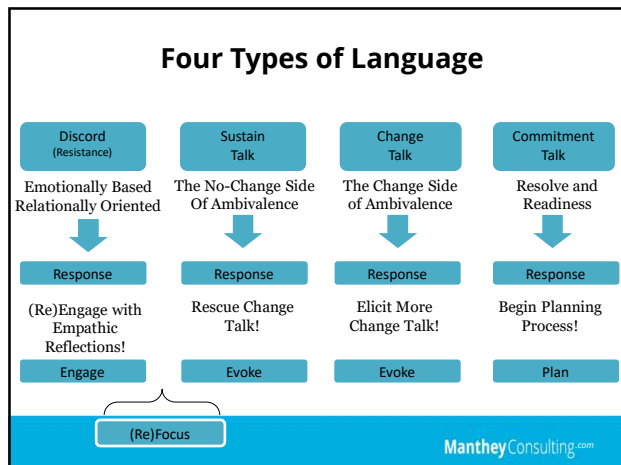 Four Types of Language
Discord
(Resistance)
Sustain
Talk
Change
Talk
Commitment
Talk
Emotionally Based
Relationally Oriented
The No-Change Side
Of Ambivalence
The Change Side
of Ambivalence
Resolve and
Readiness
Response
Response
Response
Response
(Re)Engage with
Empathic
Reflections!
Rescue Change
Talk!
Elicit More
Change Talk!
Begin Planning
Process!
Engage
Evoke
Evoke
Plan
(Re)Focus
MantheyConsulting.com